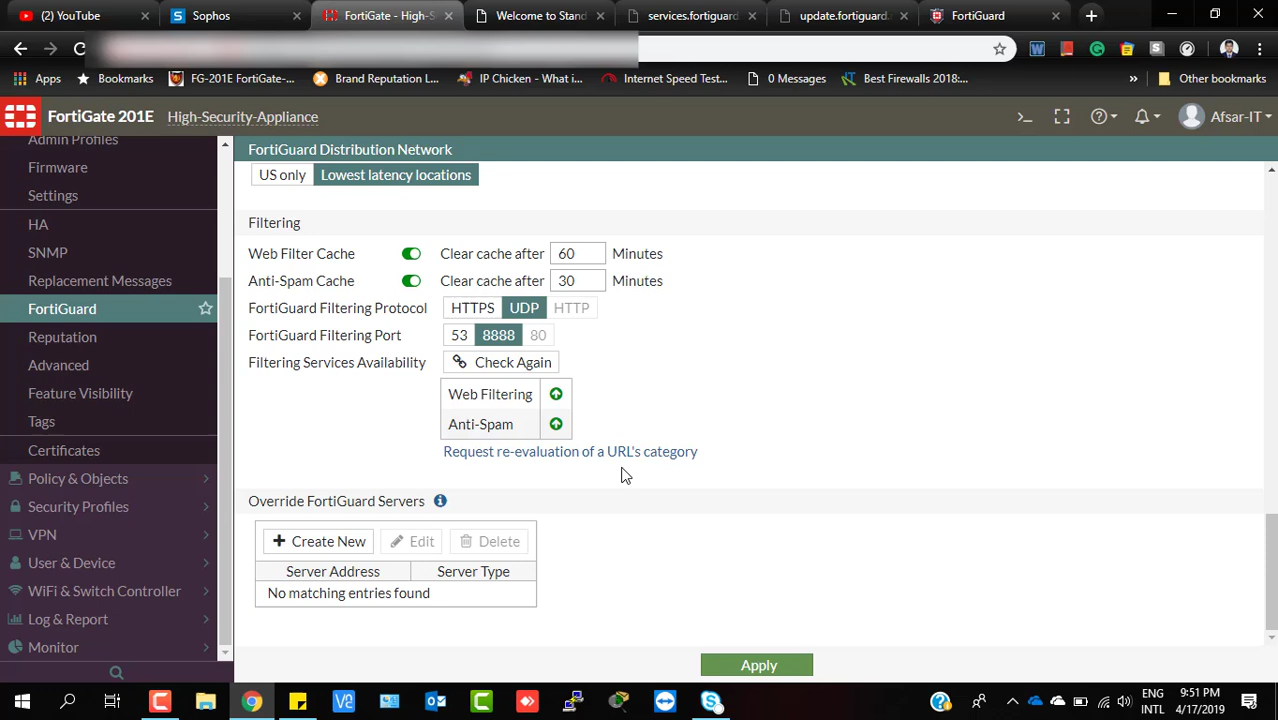 (2) YouTube
Sophos
FortiGate - High-S
Welcome to Stand
services.fortiguard
update.fortiguard.
FortiGuard
Apps
Bookmarks
FG-201E FortiGate-...
Brand Reputation L...
IP Chicken - What i...
Internet Speed Test...
0 Messages
Best Firewalls 2018:...
»
Other bookmarks
FortiGate 201E
High-Security-Appliance
Afsar-IT
Admin Profiles
Firmware
Settings
HA
SNMP
Replacement Messages
FortiGuard
Reputation
Advanced
Feature Visibility
Tags
Certificates
Policy & Objects
Security Profiles
VPN
User & Device
WiFi & Switch Controller
Log & Report
Monitor
FortiGuard Distribution Network
US only Lowest latency locations
Filtering
Web Filter Cache Clear cache after 60 Minutes
Anti-Spam Cache Clear cache after 30 Minutes
FortiGuard Filtering Protocol HTTPS UDP HTTP
FortiGuard Filtering Port 53 8888 80
Filtering Services Availability Check Again
Web Filtering
Anti-Spam
Request re-evaluation of a URL's category
Override FortiGuard Servers
Create New Edit Delete
Server Address Server Type
No matching entries found
Apply
ENG 9:51 PM
INTL 4/17/2019